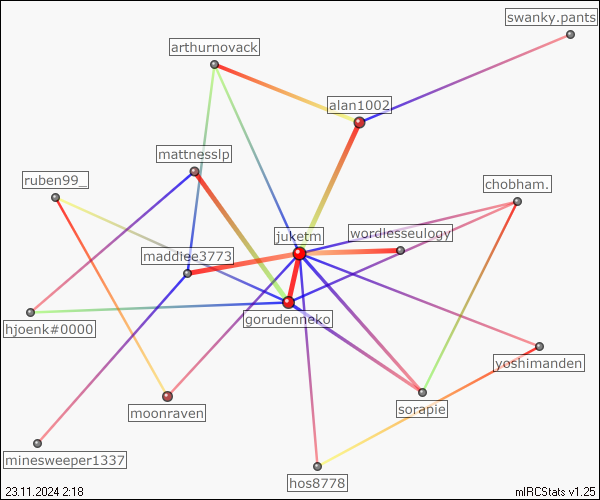 swanky.pants
arthurnovack
alan1002
mattnesslp
ruben99_
chobham.
juketm
wordlesseulogy
maddiee3773
gorudenneko
hjoenk#0000
yoshimanden
moonraven
sorapie
minesweeper1337
hos8778
23.11.2024 2:18
mIRCStats v1.25